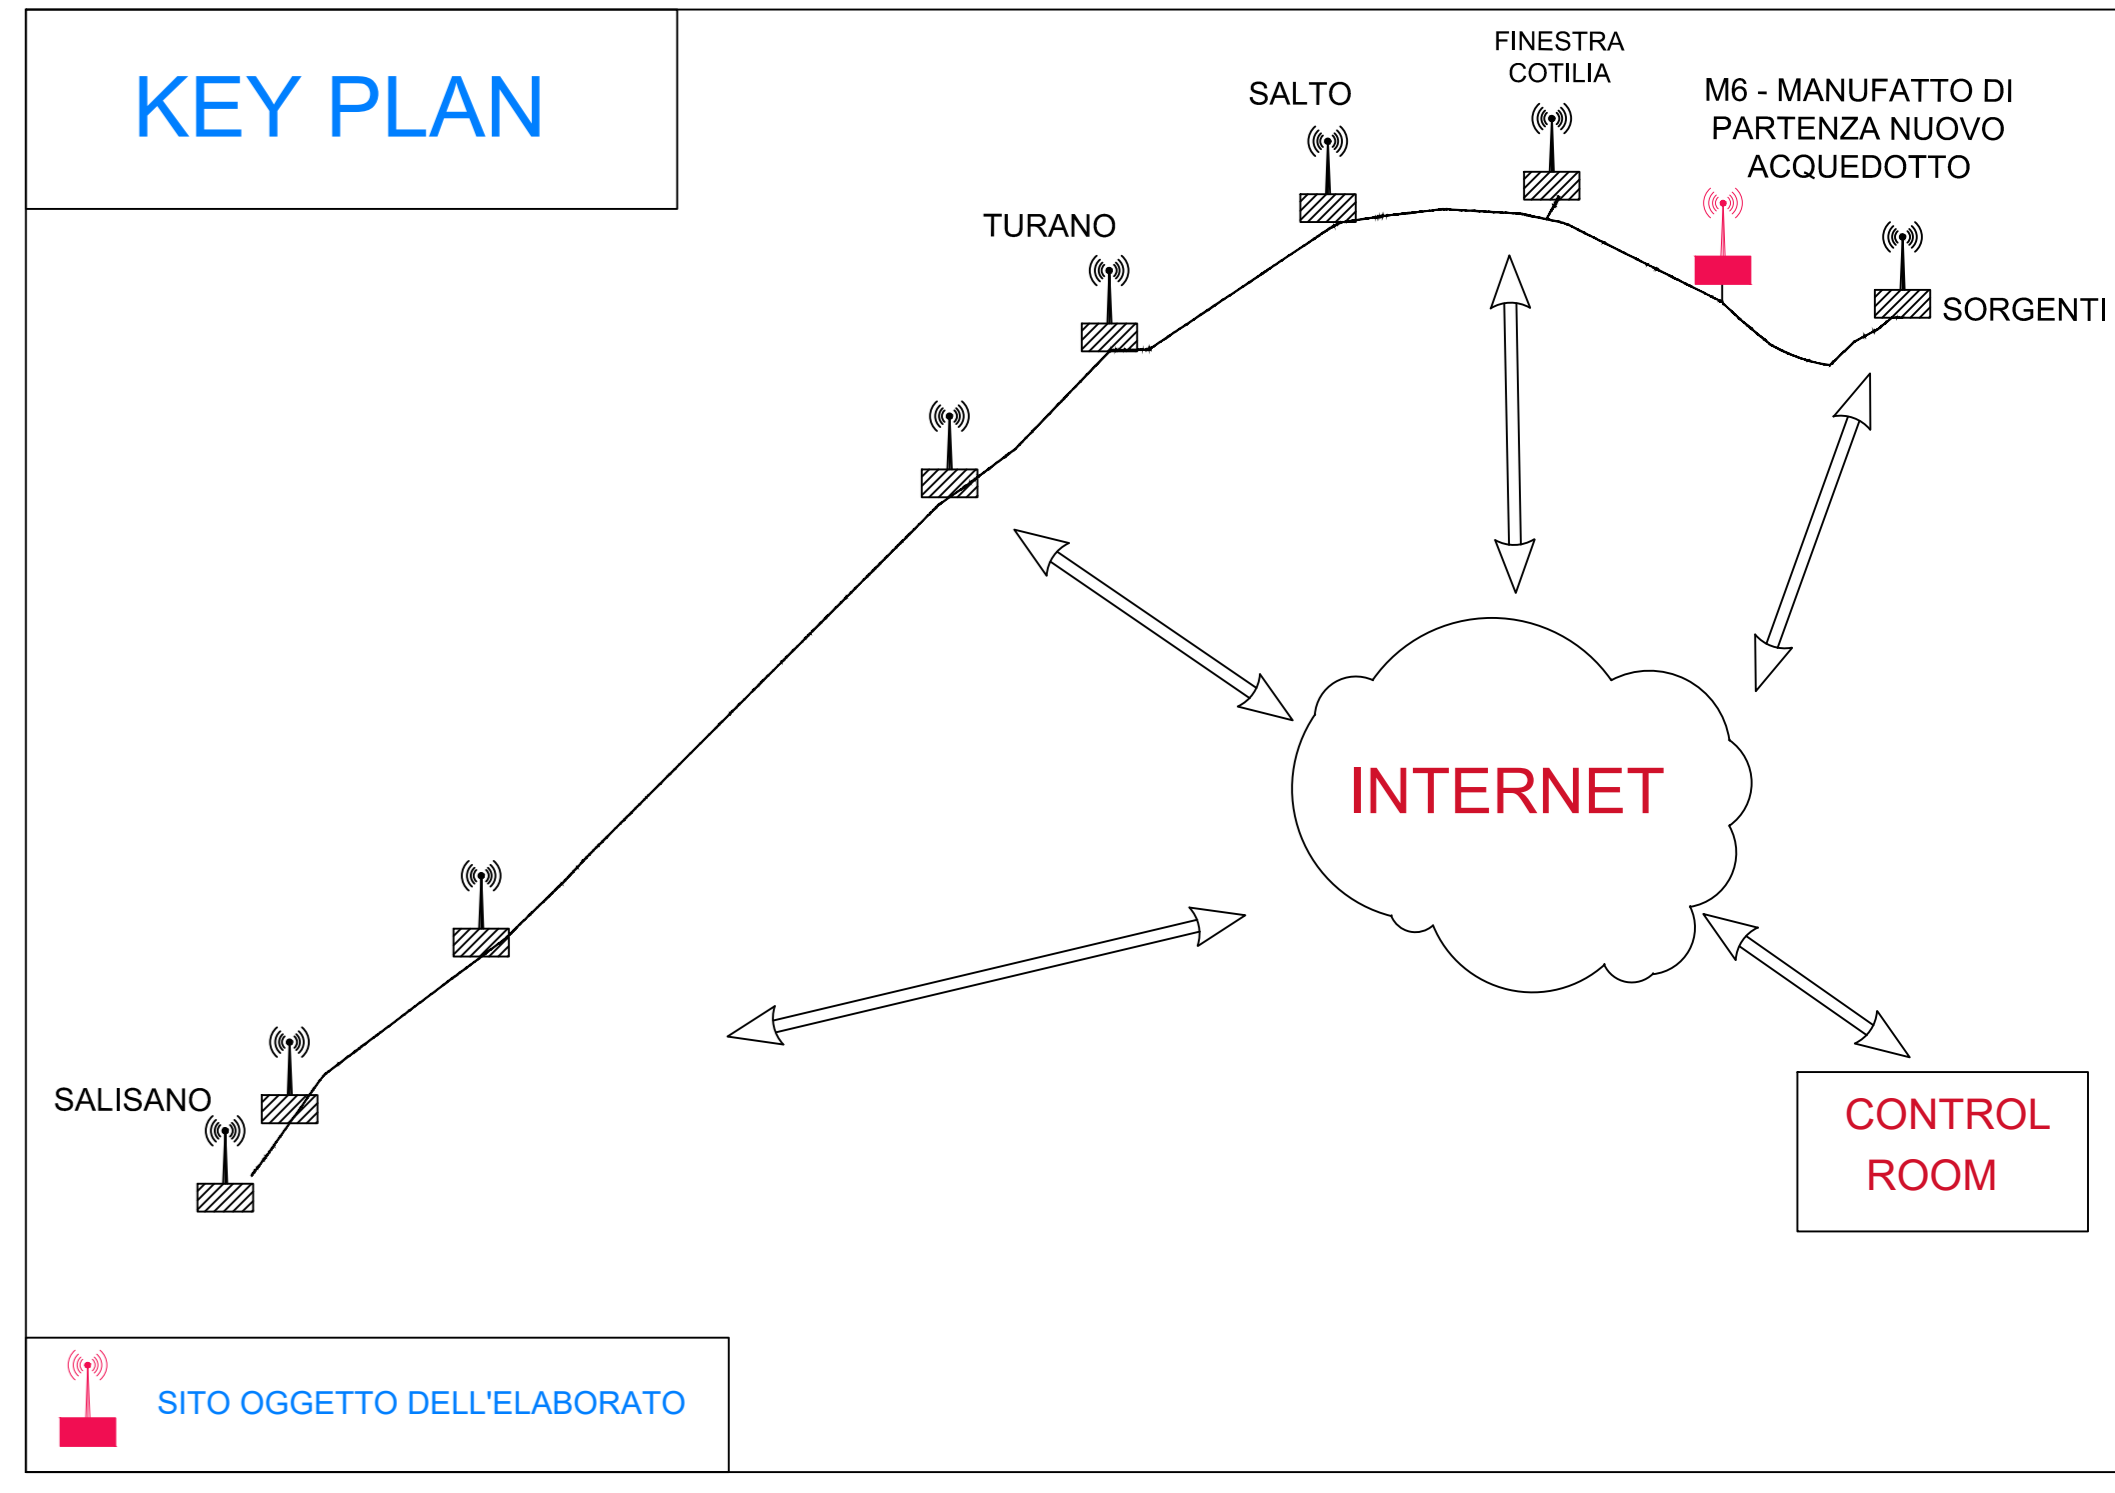 KEY PLAN
FINESTRA
COTILIA
SALTO
M6 - MANUFATTO DI
PARTENZA NUOVO
ACQUEDOTTO
TURANO
SORGENTI
INTERNET
SALISANO
CONTROL
ROOM
SITO OGGETTO DELL'ELABORATO